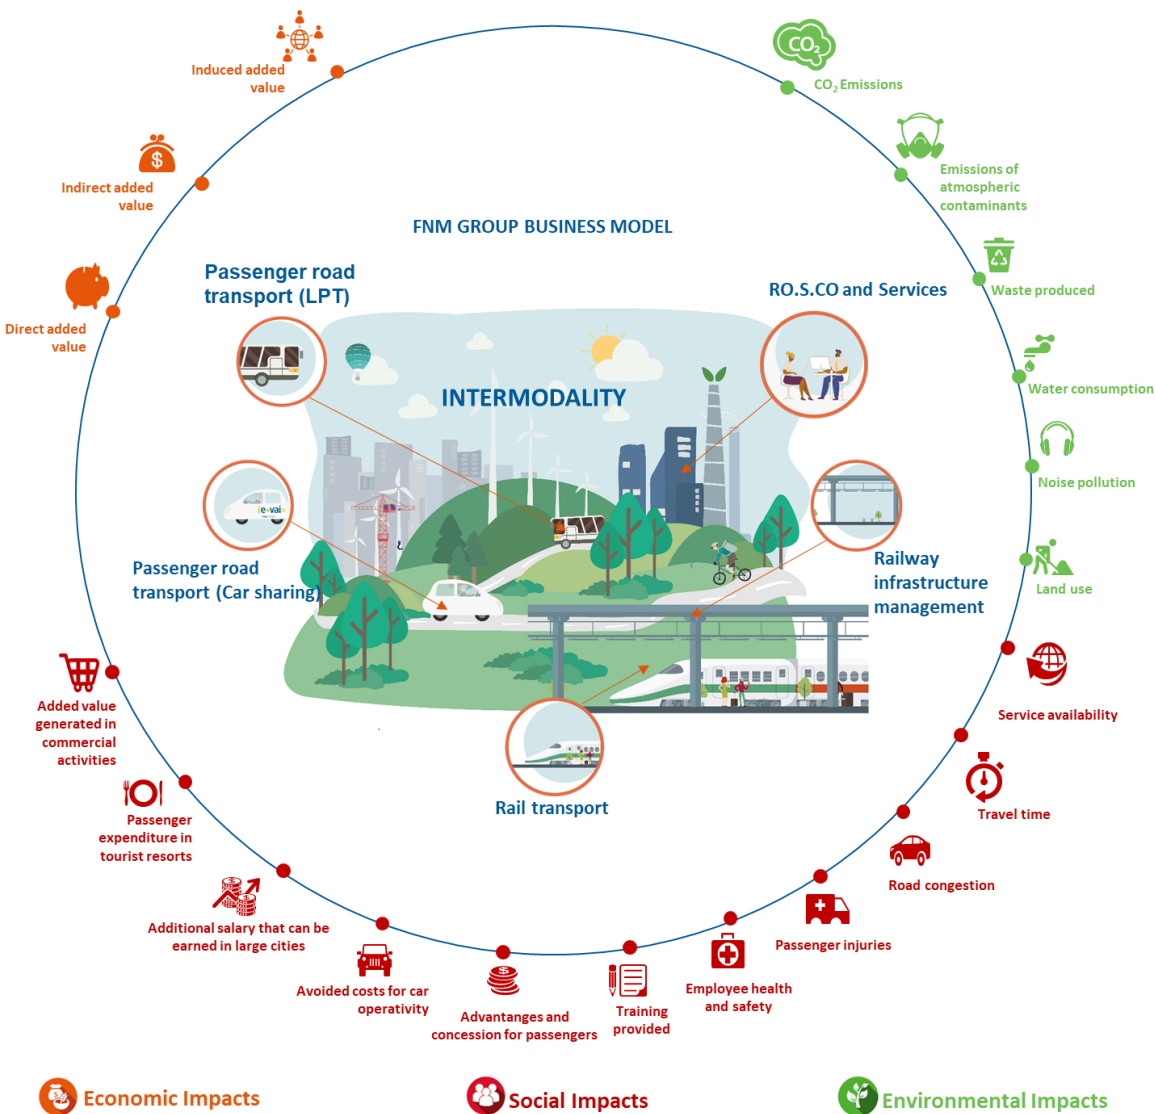 Induced added
value
CO₂
CO₂ Emissions
Indirect added
value
Emissions of
atmospheric
contaminants
FNM GROUP BUSINESS MODEL
Passenger road
transport (LPT)
RO.S.CO and Services
Waste produced
Direct added
value
INTERMODALITY
Water consumption
Noise pollution
e•vai
Passenger road
transport (Car sharing)
Railway
infrastructure
management
Land use
Added value
generated in
commercial
activities
Service availability
Rail transport
Travel time
Passenger
expenditure in
tourist resorts
Road congestion
Additional salary that can be
earned in large cities
Passenger injuries
Avoided costs for car
operativity
Advantanges and
concession for passengers
Training
provided
Employee health
and safety
Economic Impacts
Social Impacts
Environmental Impacts